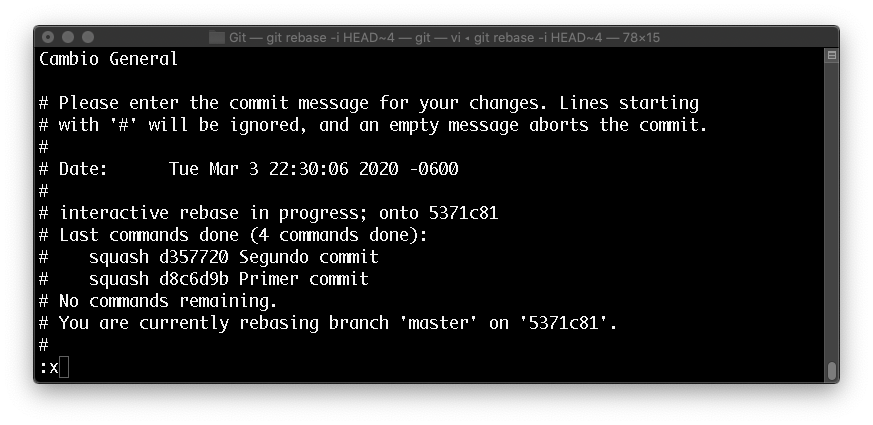 Git — git rebase -i HEAD~4 — git — vi ◂ git rebase -i HEAD~4 — 78×15
Cambio General
# Please enter the commit message for your changes. Lines starting
# with '#' will be ignored, and an empty message aborts the commit.
#
# Date:      Tue Mar 3 22:30:06 2020 -0600
#
# interactive rebase in progress; onto 5371c81
# Last commands done (4 commands done):
#    squash d357720 Segundo commit
#    squash d8c6d9b Primer commit
# No commands remaining.
# You are currently rebasing branch 'master' on '5371c81'.
#
:x